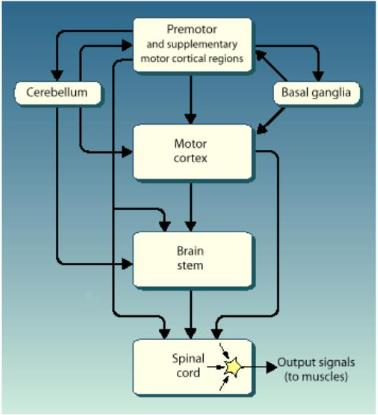 Premotor
and supplementary
motor cortical regions
Cerebellum
Basal ganglia
Motor
cortex
Brain
stem
Spinal
cord
Output signals
(to muscles)